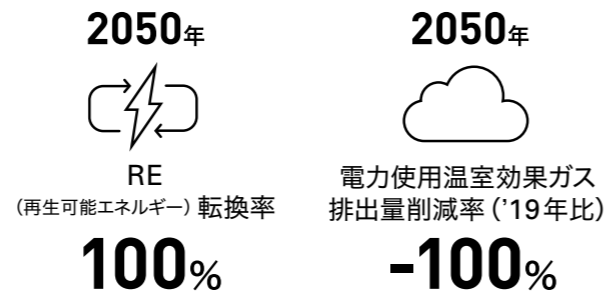 2050年
RE
（再生可能エネルギー）転換率
100%
2050年
電力使用温室効果ガス
排出量削減率（’19年比）
-100%